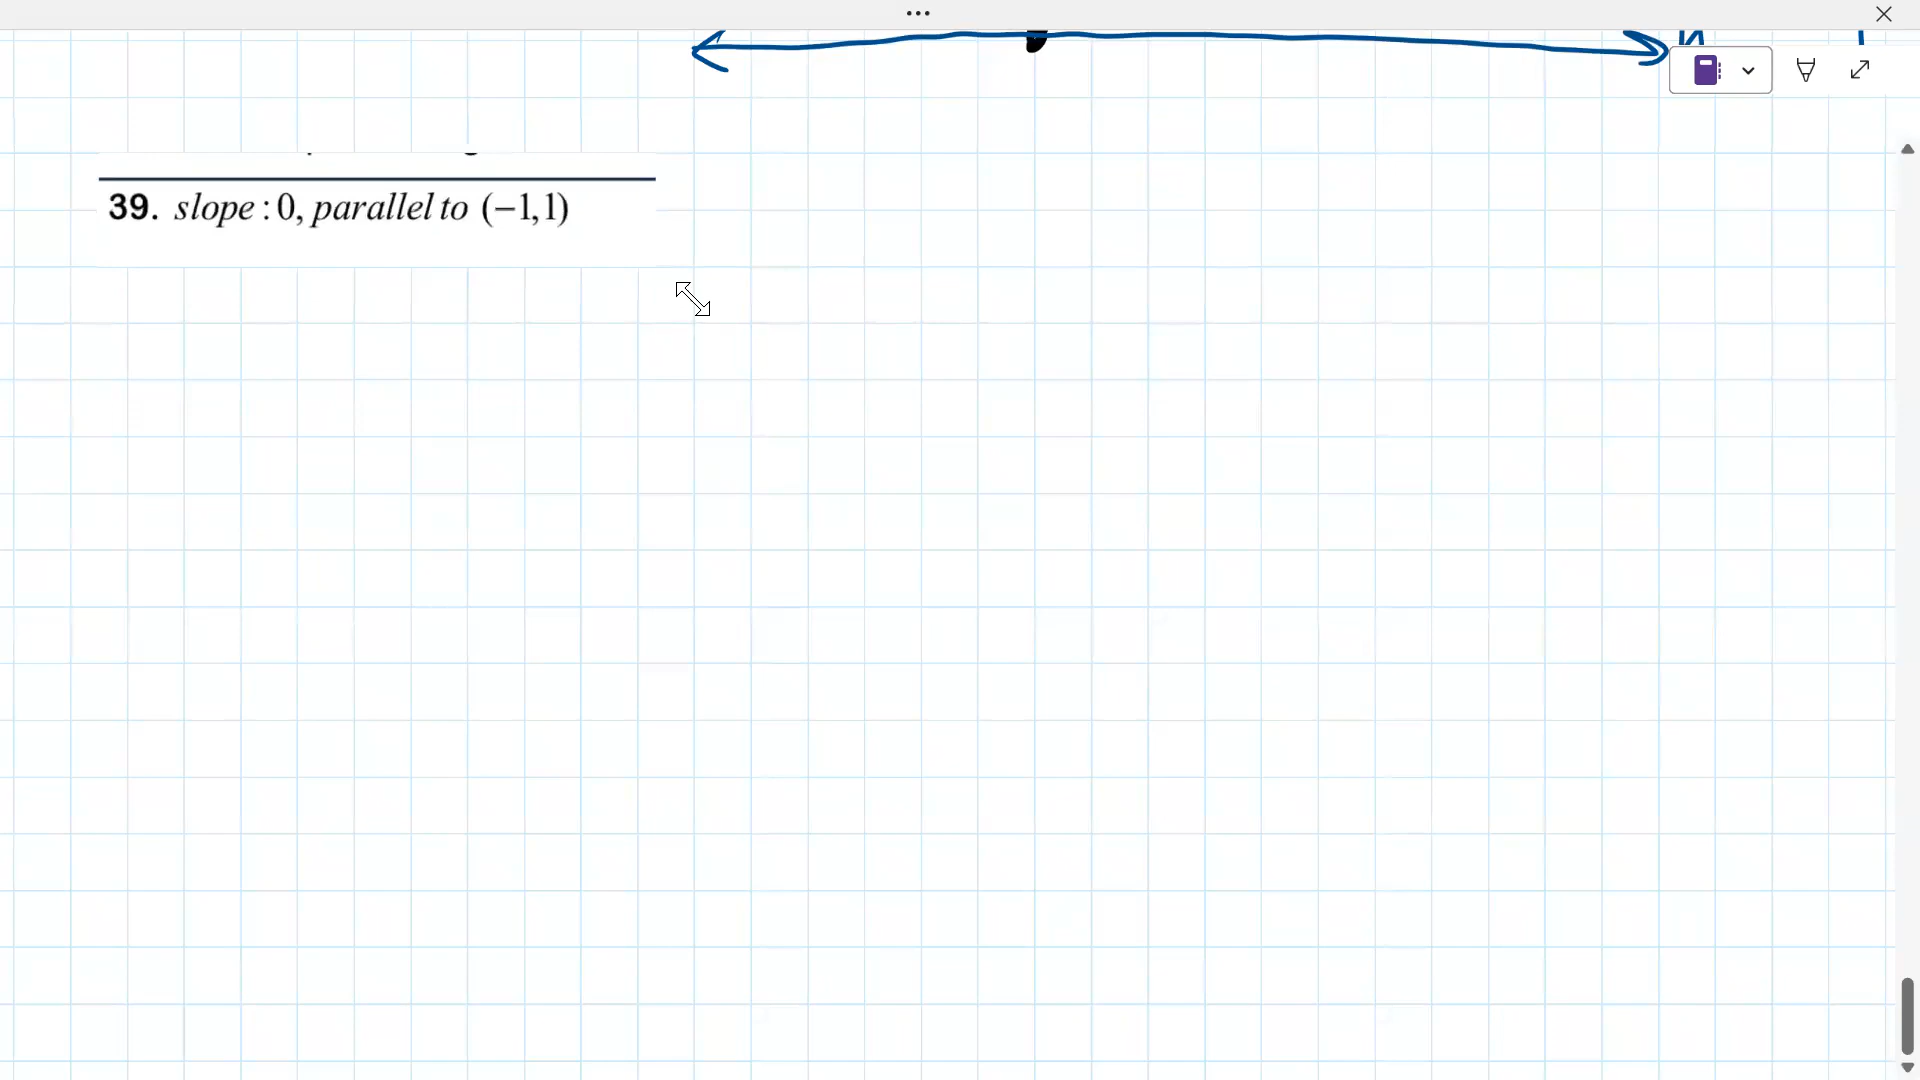 39. slope : 0, parallel to (−1,1)